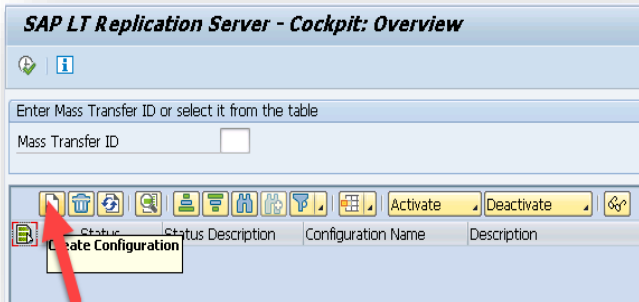 SAP LT Replication Server - Cockpit: Overview
Enter Mass Transfer ID or select it from the table
Mass Transfer ID
Activate Deactivate
Status Status Description Configuration Name Description
Create Configuration